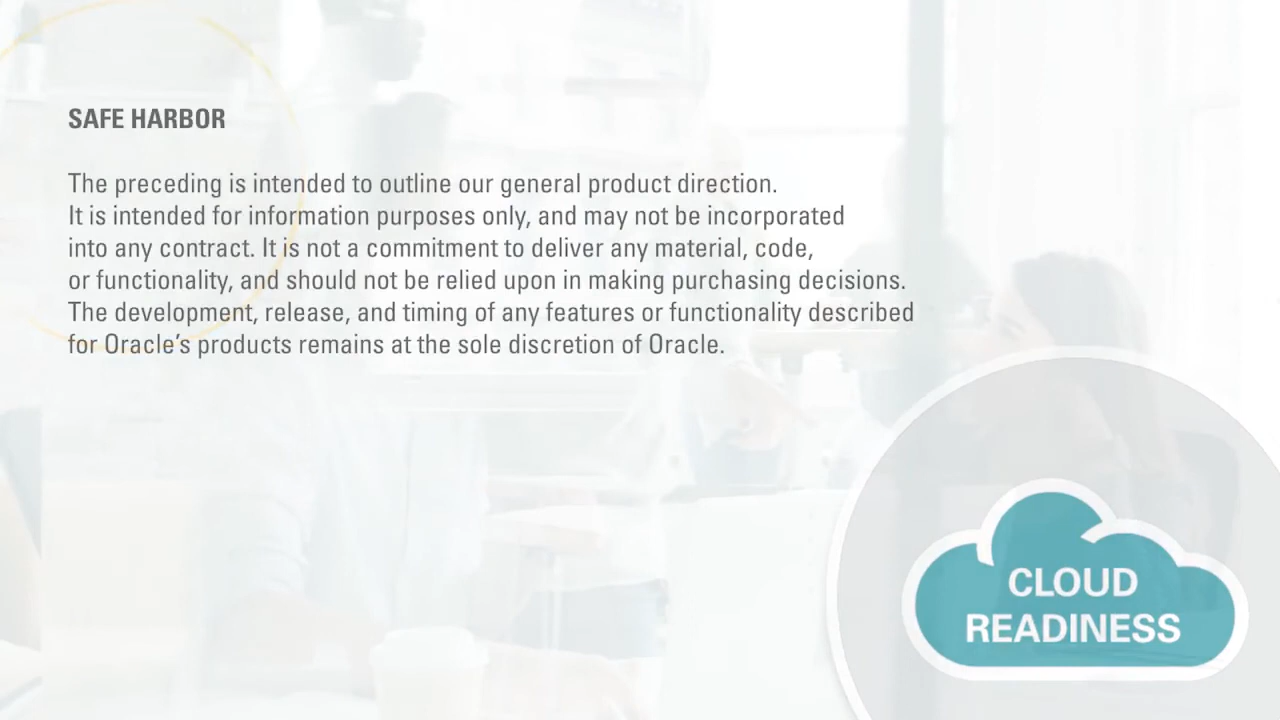 SAFE HARBOR
The preceding is intended to outline our general product direction.
It is intended for information purposes only, and may not be incorporated
into any contract. It is not a commitment to deliver any material, code,
or functionality, and should not be relied upon in making purchasing decisions.
The development, release, and timing of any features or functionality described
for Oracle’s products remains at the sole discretion of Oracle.
CLOUD
READINESS